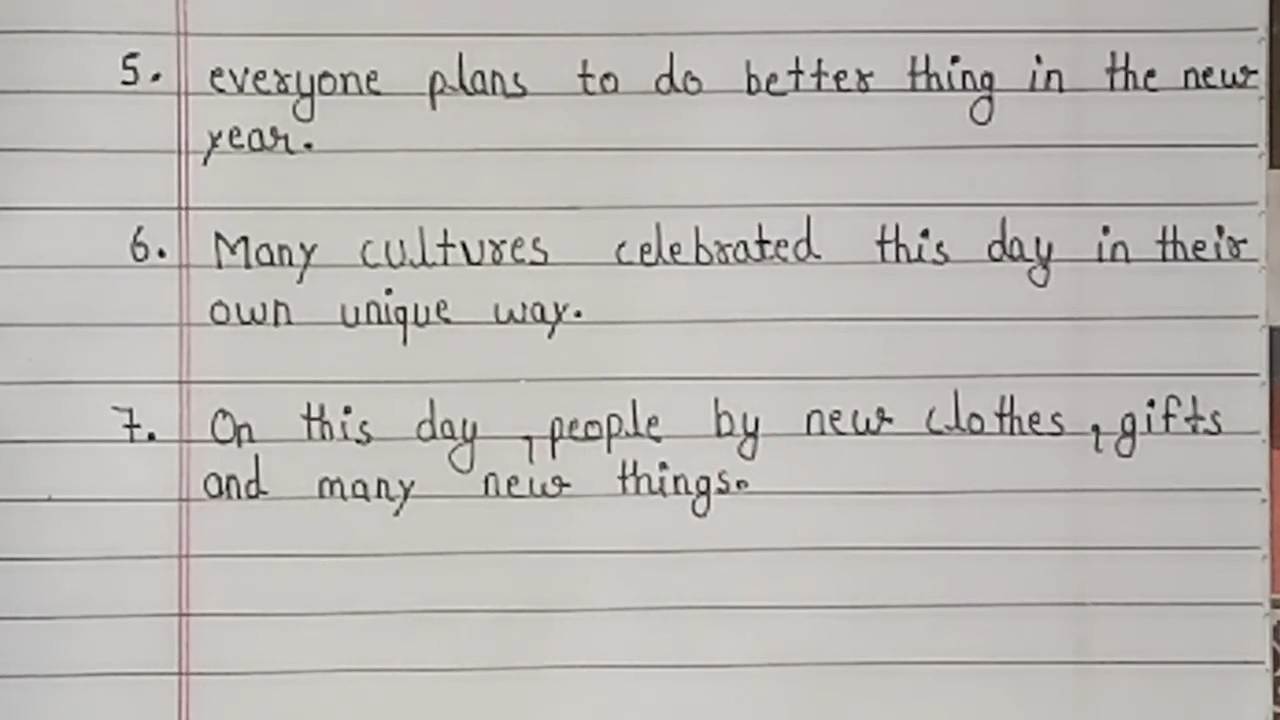 5. everyone plans to do better thing in the new
year.
6. Many cultures celebrated this day in their
own unique way.
7. On this day , people by new clothes , gifts
and many new things.